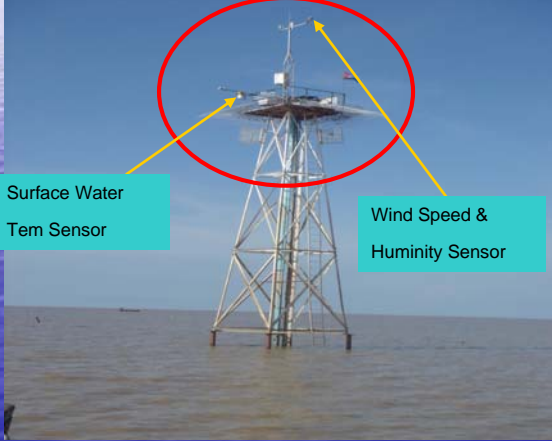 Surface Water
Tem Sensor
Wind Speed &
Huminity Sensor